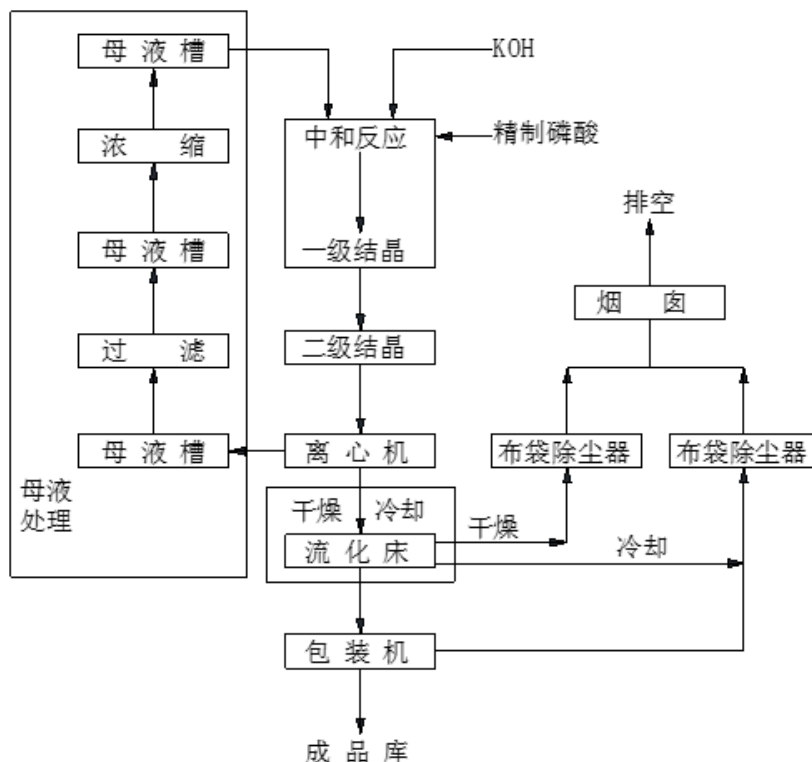 母液槽
KOH
浓缩
中和反应
精制磷酸
排空
母液槽
一级结晶
烟囱
过滤
二级结晶
母液槽
离心机
布袋除尘器
布袋除尘器
母液
处理
干燥
冷却
流化床
干燥
冷却
包装机
成品库